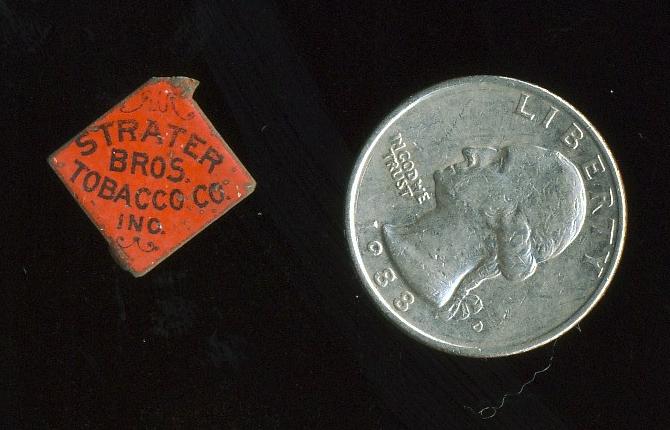 STRATER
BROS.
TOBACCO CO.
INC.
LIBERTY
IN GOD WE
TRUST
1988
D